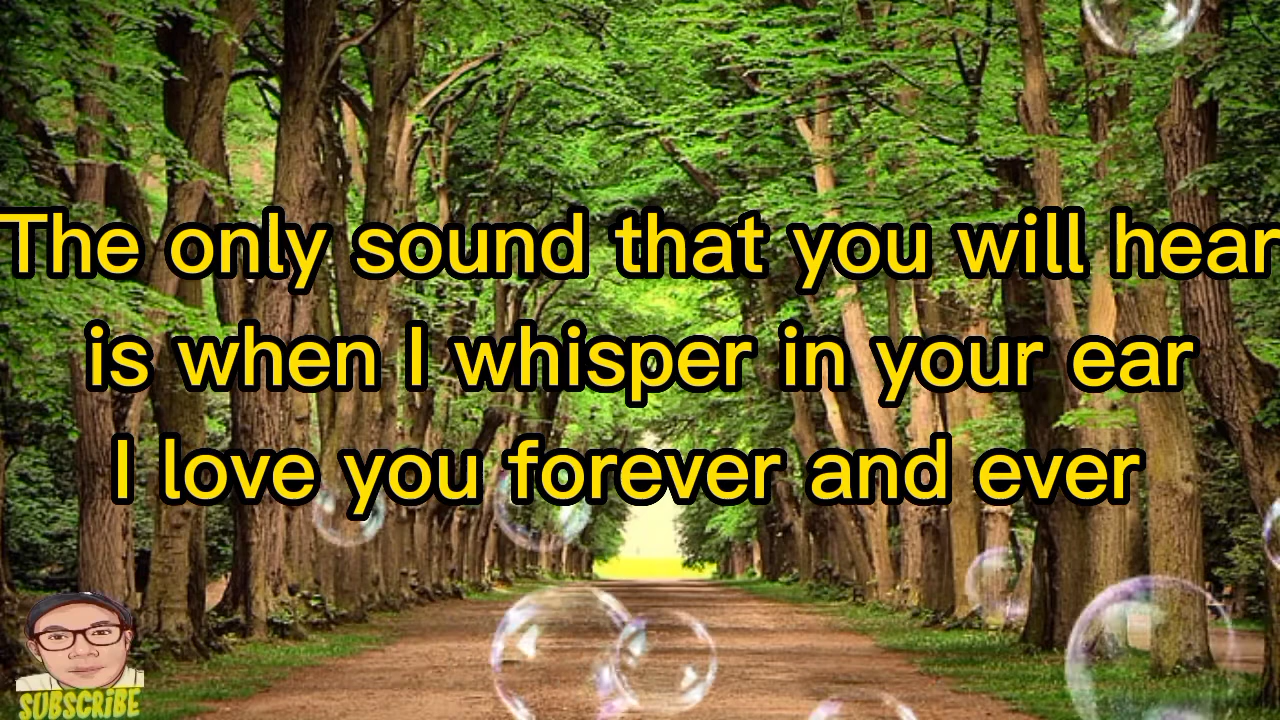 The only sound that you will hear
is when I whisper in your ear
I love you forever and ever
SUBSCRIBE